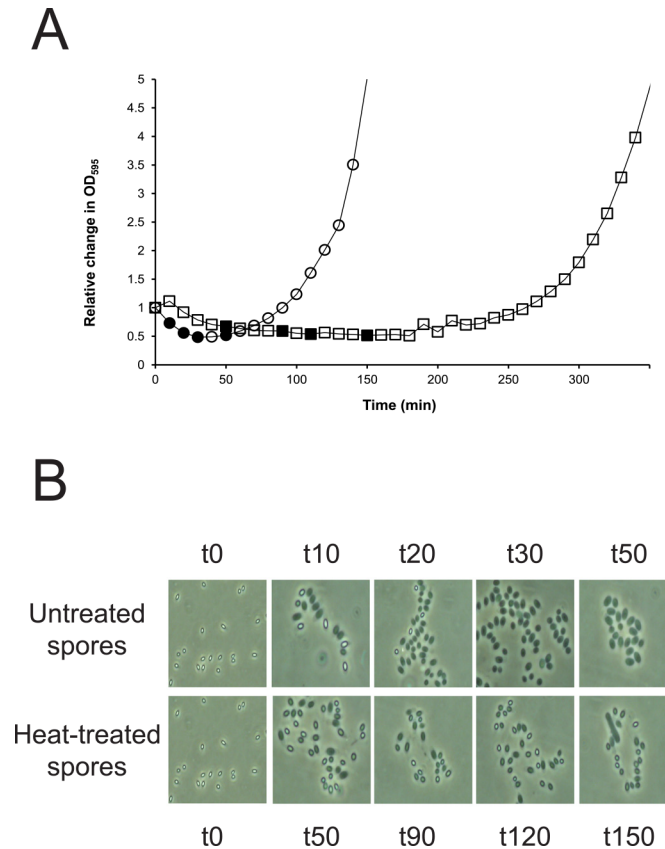 A
5
4.5
4
3.5
3
2.5
2
1.5
1
0.5
0
Relative change in OD595
0 50 100 150 200 250 300
Time (min)
B
t0 t10 t20 t30 t50
Untreated
spores
Heat-treated
spores
t0 t50 t90 t120 t150